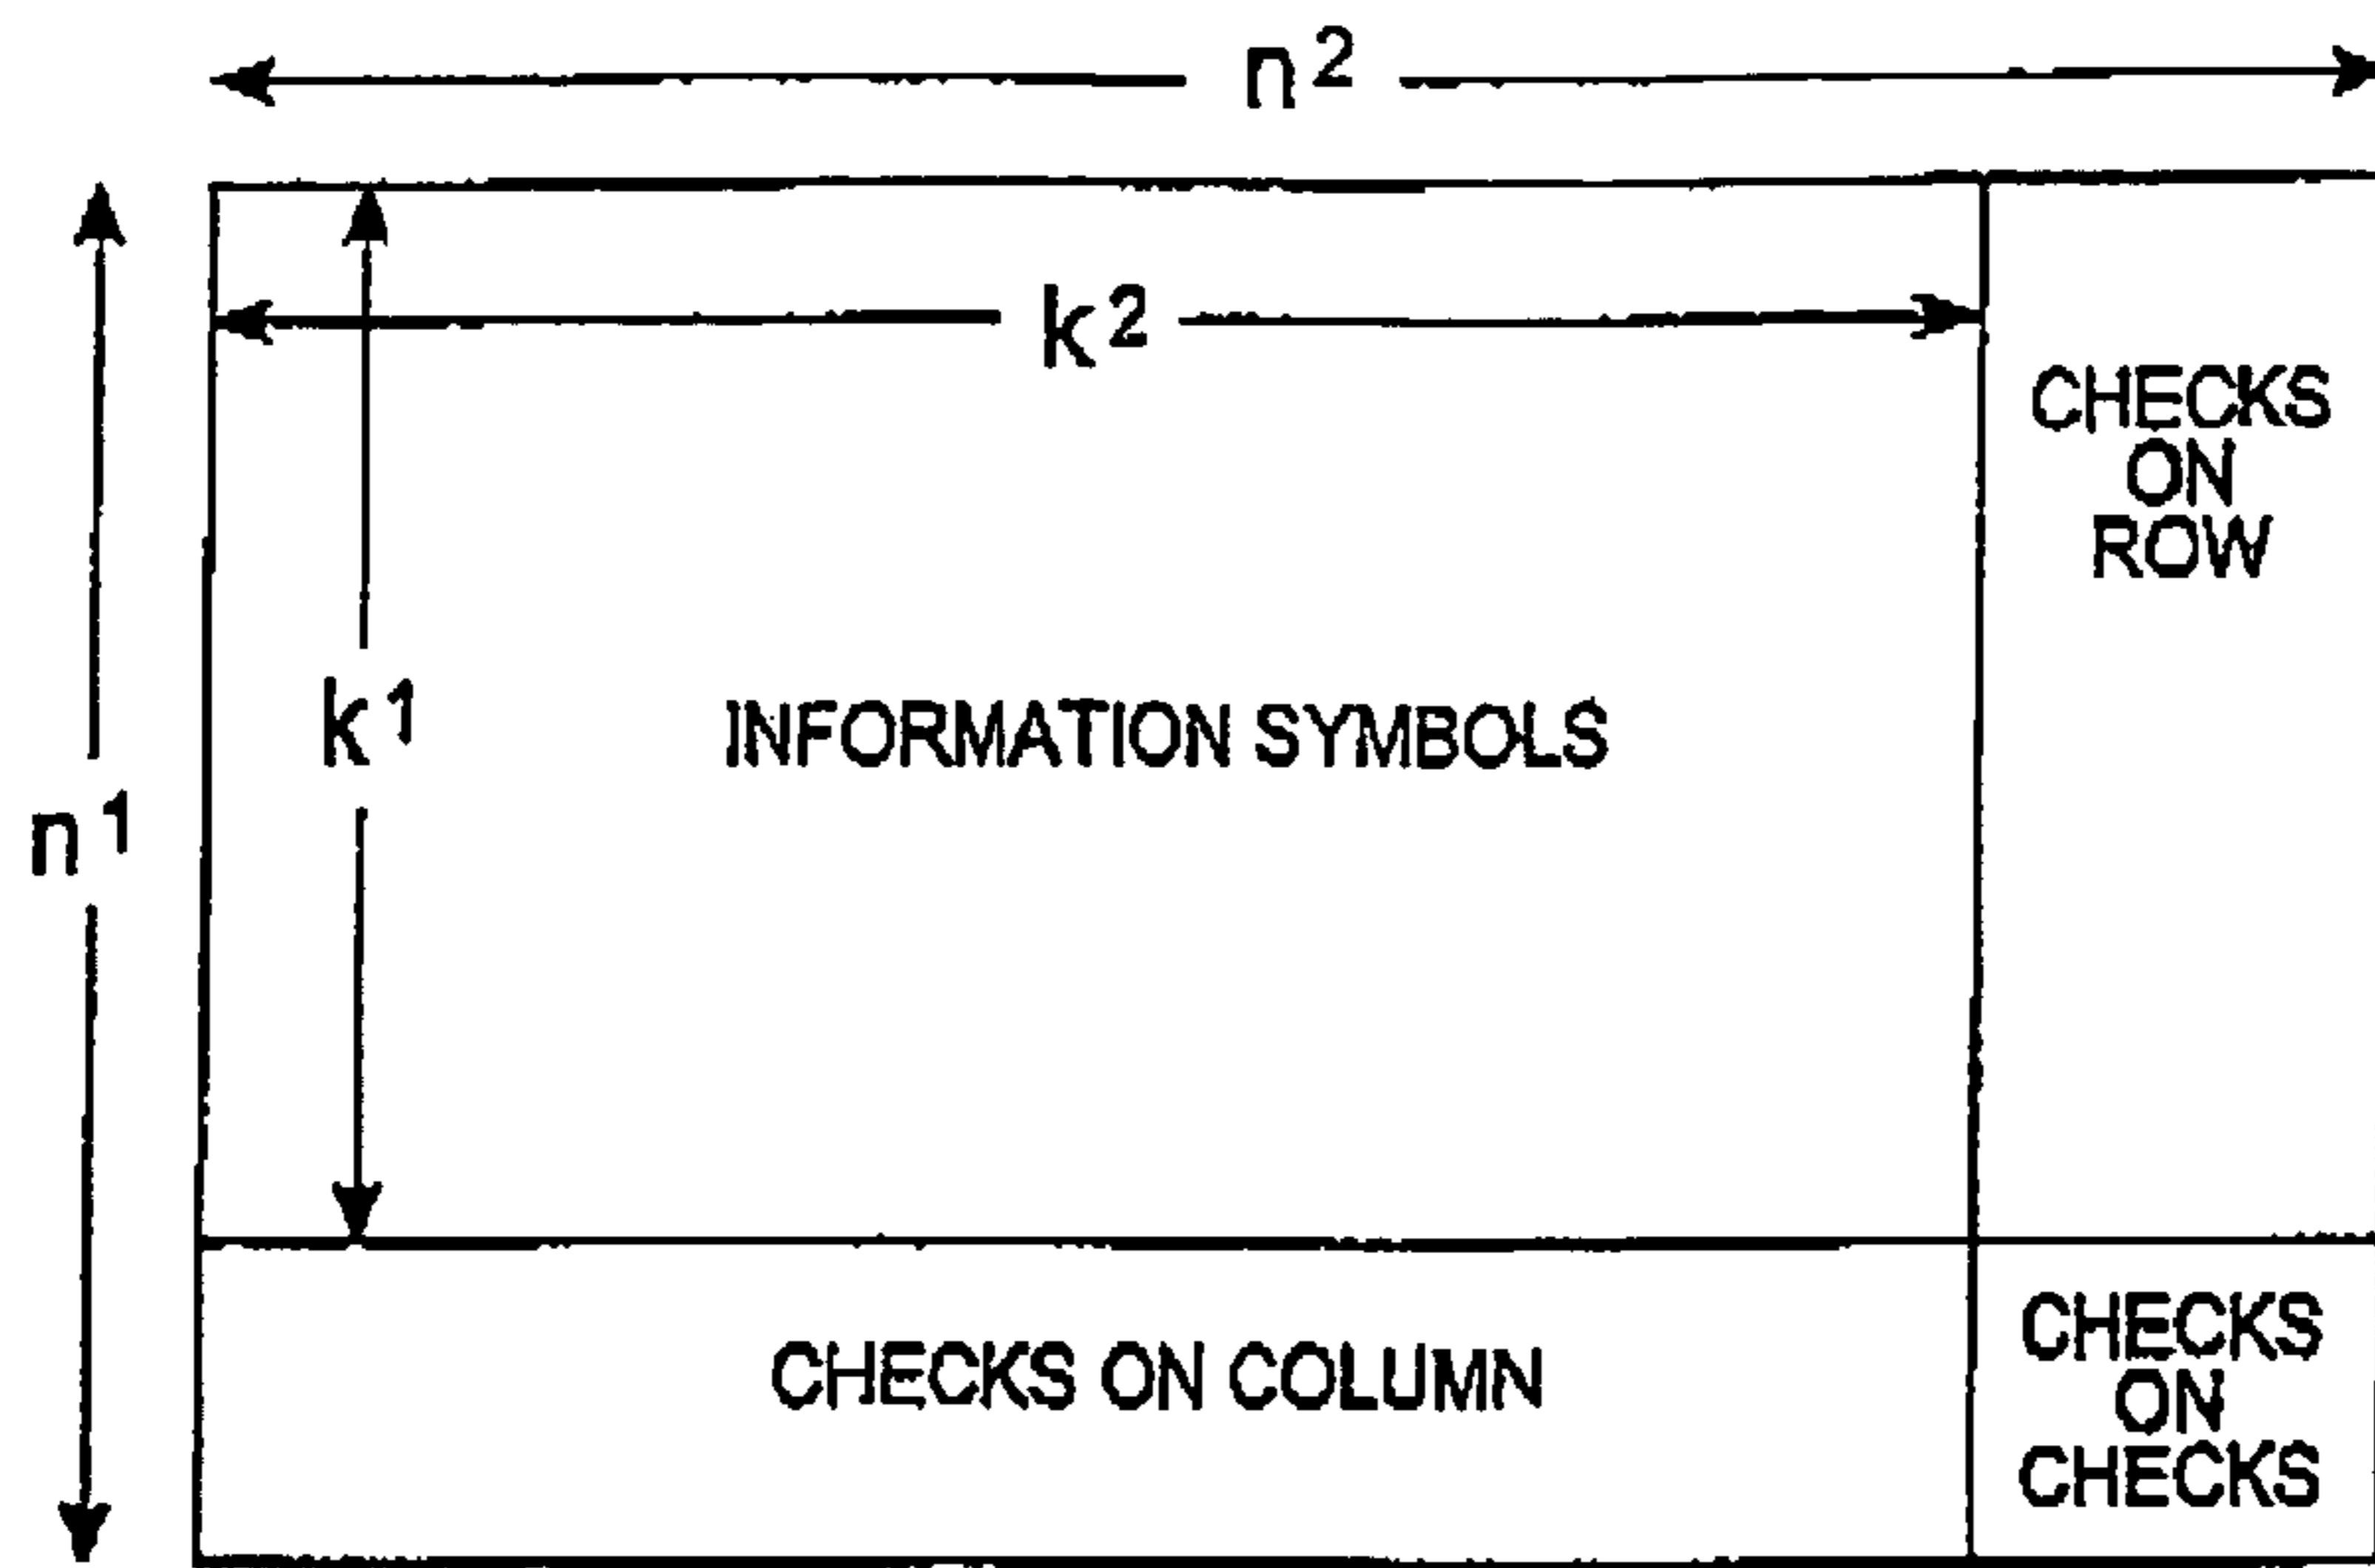 n2
k2
CHECKS
ON
ROW
k1
INFORMATION SYMBOLS
n1
CHECKS ON COLUMN
CHECKS
ON
CHECKS